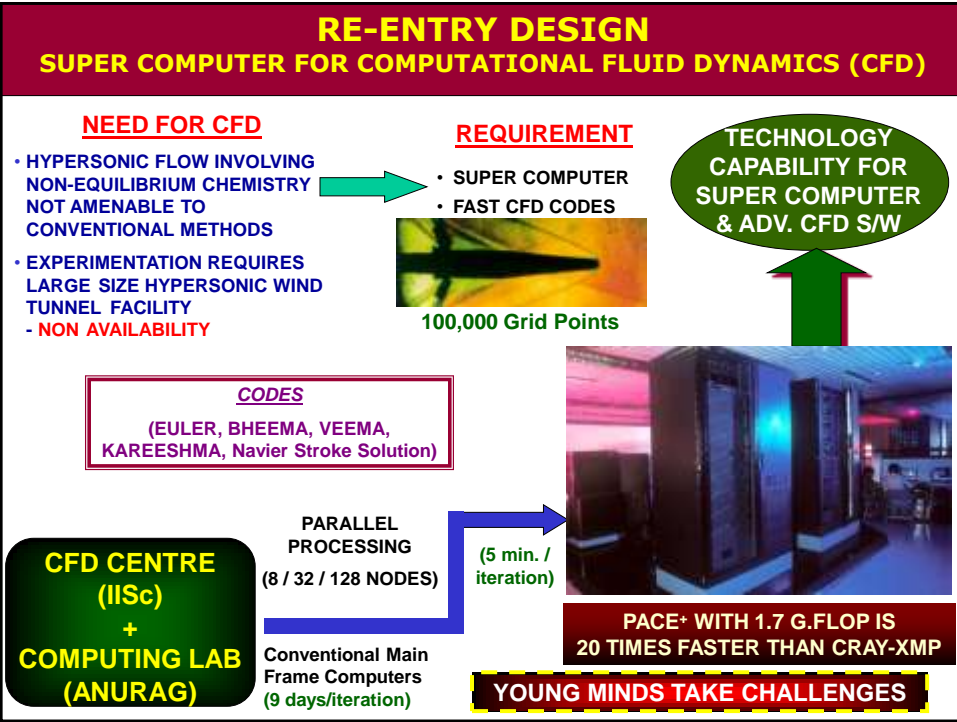 RE-ENTRY DESIGN
SUPER COMPUTER FOR COMPUTATIONAL FLUID DYNAMICS (CFD)
NEED FOR CFD
• HYPERSONIC FLOW INVOLVING
NON-EQUILIBRIUM CHEMISTRY
NOT AMENABLE TO
CONVENTIONAL METHODS
• EXPERIMENTATION REQUIRES
LARGE SIZE HYPERSONIC WIND
TUNNEL FACILITY
- NON AVAILABILITY
REQUIREMENT
• SUPER COMPUTER
• FAST CFD CODES
100,000 Grid Points
TECHNOLOGY
CAPABILITY FOR
SUPER COMPUTER
& ADV. CFD S/W
CODES
(EULER, BHEEMA, VEEMA,
KAREESHMA, Navier Stroke Solution)
CFD CENTRE
(IISc)
+
COMPUTING LAB
(ANURAG)
PARALLEL
PROCESSING
(8 / 32 / 128 NODES)
Conventional Main
Frame Computers
(9 days/iteration)
(5 min. /
iteration)
PACE⁺ WITH 1.7 G.FLOP IS
20 TIMES FASTER THAN CRAY-XMP
YOUNG MINDS TAKE CHALLENGES